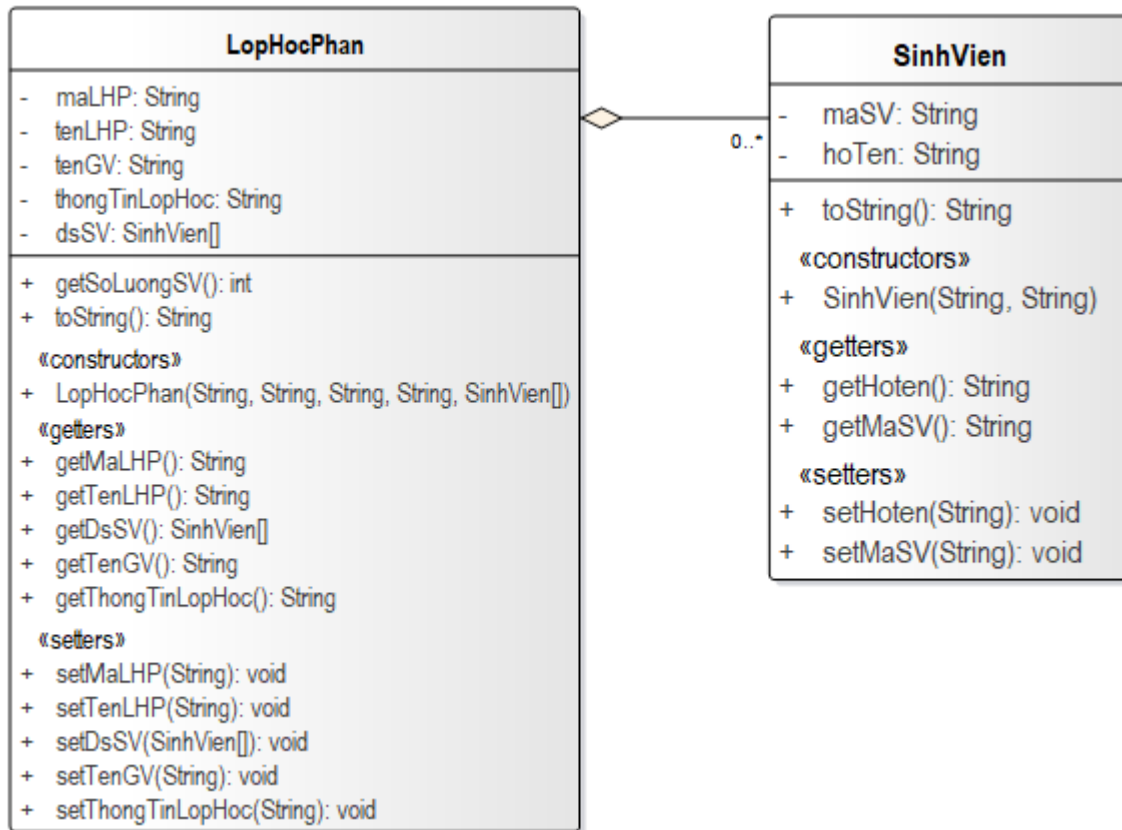 LopHocPhan
- maLHP: String
- tenLHP: String
- tenGV: String
- thongTinLopHoc: String
- dsSV: SinhVien[]
+ getSoLuongSV(): int
+ toString(): String
«constructors»
+ LopHocPhan(String, String, String, String, SinhVien[])
«getters»
+ getMaLHP(): String
+ getTenLHP(): String
+ getDsSV(): SinhVien[]
+ getTenGV(): String
+ getThongTinLopHoc(): String
«setters»
+ setMaLHP(String): void
+ setTenLHP(String): void
+ setDsSV(SinhVien[]): void
+ setTenGV(String): void
+ setThongTinLopHoc(String): void
0..*
SinhVien
- maSV: String
- hoTen: String
+ toString(): String
«constructors»
+ SinhVien(String, String)
«getters»
+ getHoten(): String
+ getMaSV(): String
«setters»
+ setHoten(String): void
+ setMaSV(String): void